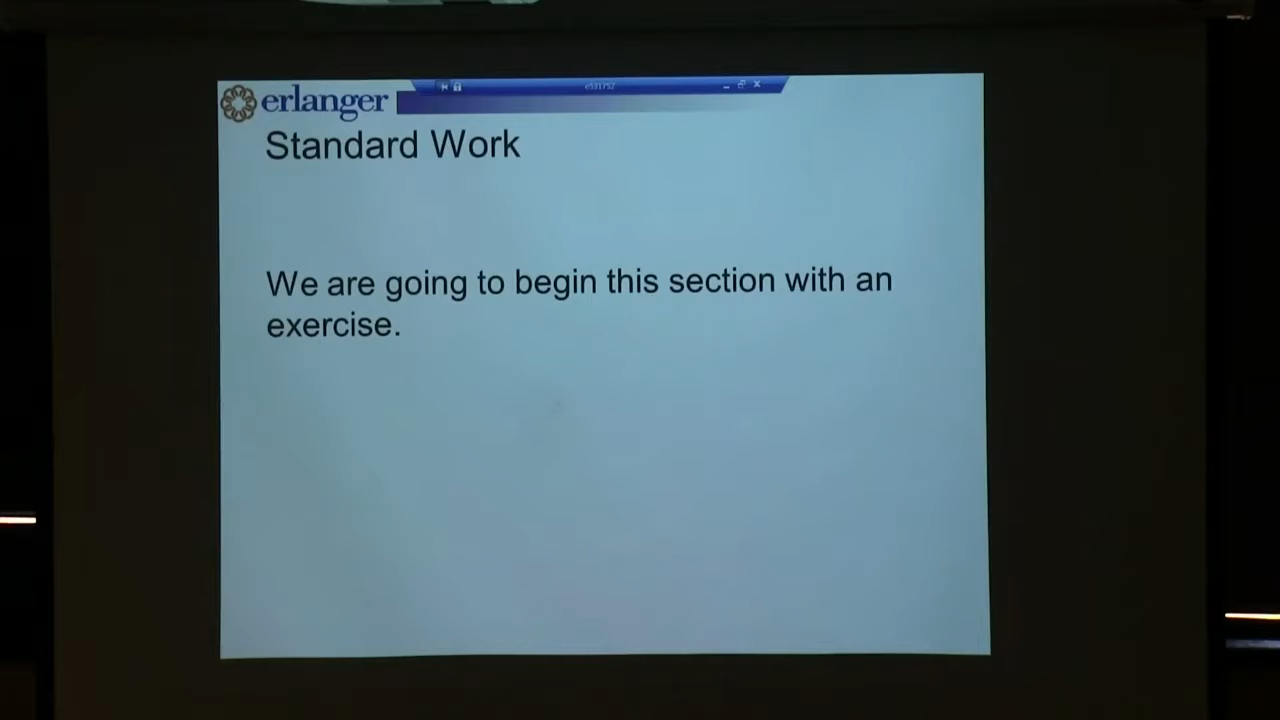 erlanger
Standard Work
We are going to begin this section with an
exercise.